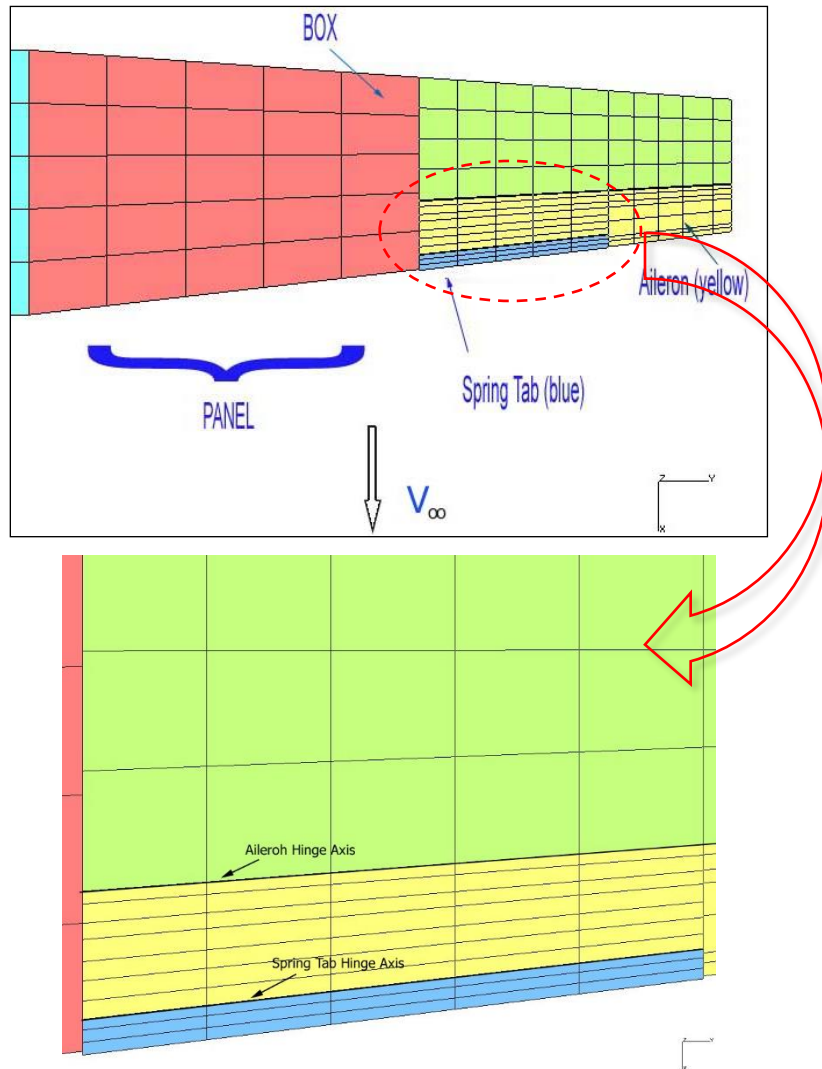 BOX
Aileron (yellow)
Spring Tab (blue)
PANEL
V∞
Z Y
X
Aileroh Hinge Axis
Spring Tab Hinge Axis